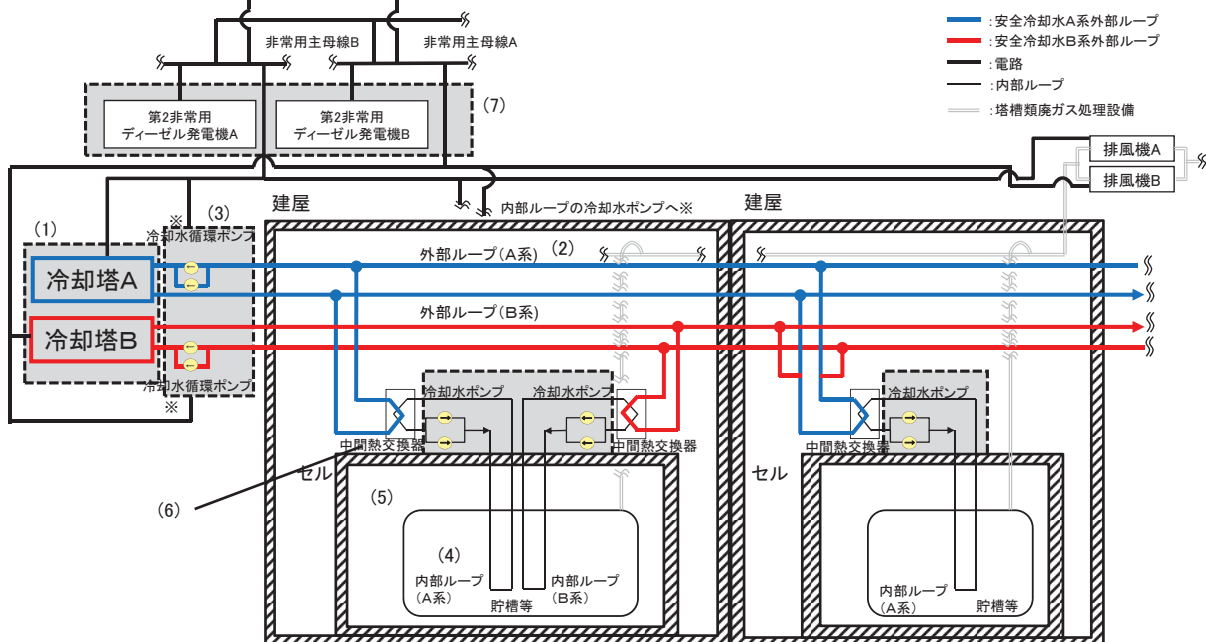 非常用主母線B
非常用主母線A
:安全冷却水A系外部ループ
:安全冷却水B系外部ループ
:電路
:内部ループ
:塔槽類廃ガス処理設備
第2非常用
ディーゼル発電機A
第2非常用
ディーゼル発電機B
(7)
排風機A
排風機B
建屋
内部ループの冷却水ポンプへ※
建屋
※
(3)
(1)
冷却水循環ポンプ
外部ループ(A系)
(2)
冷却塔A
外部ループ(B系)
冷却塔B
冷却水循環ポンプ
※
冷却水ポンプ
冷却水ポンプ
冷却水ポンプ
中間熱交換器
中間熱交換器
中間熱交換器
セル
セル
(5)
(6)
(4)
内部ループ
(A系)
貯槽等
内部ループ
(B系)
内部ループ
(A系)
貯槽等